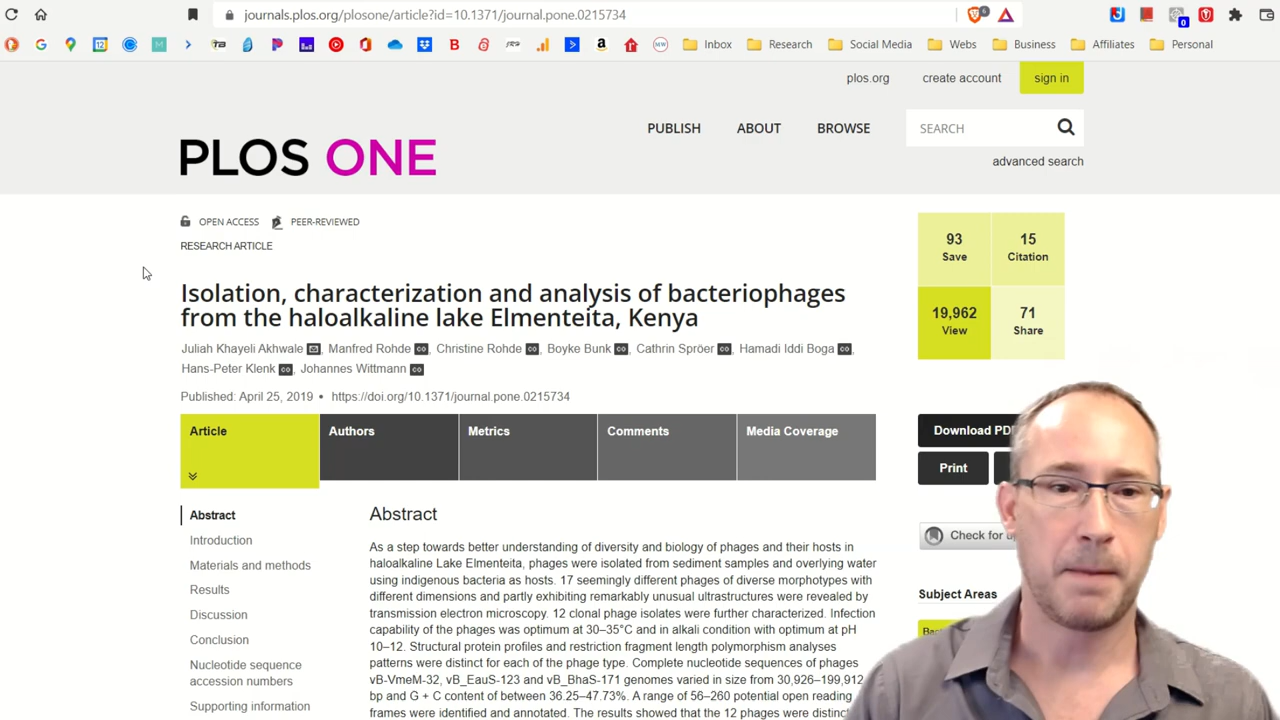 journals.plos.org/plosone/article?id=10.1371/journal.pone.0215734
Inbox Research Social Media Webs Business Affiliates Personal
plos.org create account sign in
PUBLISH ABOUT BROWSE SEARCH
PLOS ONE
advanced search
OPEN ACCESS PEER-REVIEWED
RESEARCH ARTICLE
93 Save
15 Citation
19,962 View
71 Share
Isolation, characterization and analysis of bacteriophages
from the haloalkaline lake Elmenteita, Kenya
Juliah Khayeli Akhwale Manfred Rohde Christine Rohde Boyke Bunk Cathrin Spröer Hamadi Iddi Boga
Hans-Peter Klenk Johannes Wittmann
Published: April 25, 2019 • https://doi.org/10.1371/journal.pone.0215734
Article Authors Metrics Comments Media Coverage
Download PDF
Print
Check for
Subject Areas
Abstract
Introduction
Materials and methods
Results
Discussion
Conclusion
Nucleotide sequence
accession numbers
Supporting information
Abstract
As a step towards better understanding of diversity and biology of phages and their hosts in
haloalkaline Lake Elmenteita, phages were isolated from sediment samples and overlying water
using indigenous bacteria as hosts. 17 seemingly different phages of diverse morphotypes with
different dimensions and partly exhibiting remarkably unusual ultrastructures were revealed by
transmission electron microscopy. 12 clonal phage isolates were further characterized. Infection
capability of the phages was optimum at 30–35°C and in alkali condition with optimum at pH
10–12. Structural protein profiles and restriction fragment length polymorphism analyses
patterns were distinct for each of the phage type. Complete nucleotide sequences of phages
vB-VmeM-32, vB_EauS-123 and vB_BhaS-171 genomes varied in size from 30,926–199,912
bp and G + C content of between 36.25–47.73%. A range of 56–260 potential open reading
frames were identified and annotated. The results showed that the 12 phages were distinct